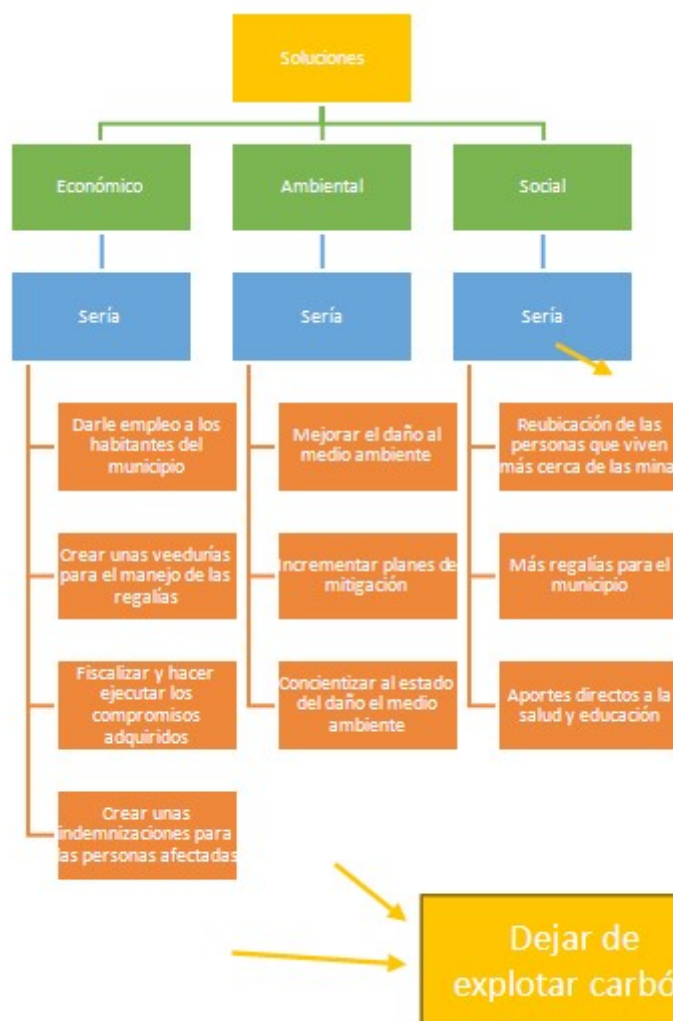 Soluciones
Económico
Sería
Darle empleo a los
habitantes del
municipio
Crear unas veedurías
para el manejo de las
regalías
Fiscalizar y hacer
ejecutar los
compromisos
adquiridos
Crear unas
indemnizaciones para
las personas afectadas
Ambiental
Sería
Mejorar el daño al
medio ambiente
Incrementar planes de
mitigación
Concientizar al estado
del daño el medio
ambiente
Social
Sería
Reubicación de las
personas que viven
más cerca de las mina
Más regalías para el
municipio
Aportes directos a la
salud y educación
Dejar de
explotar carbó